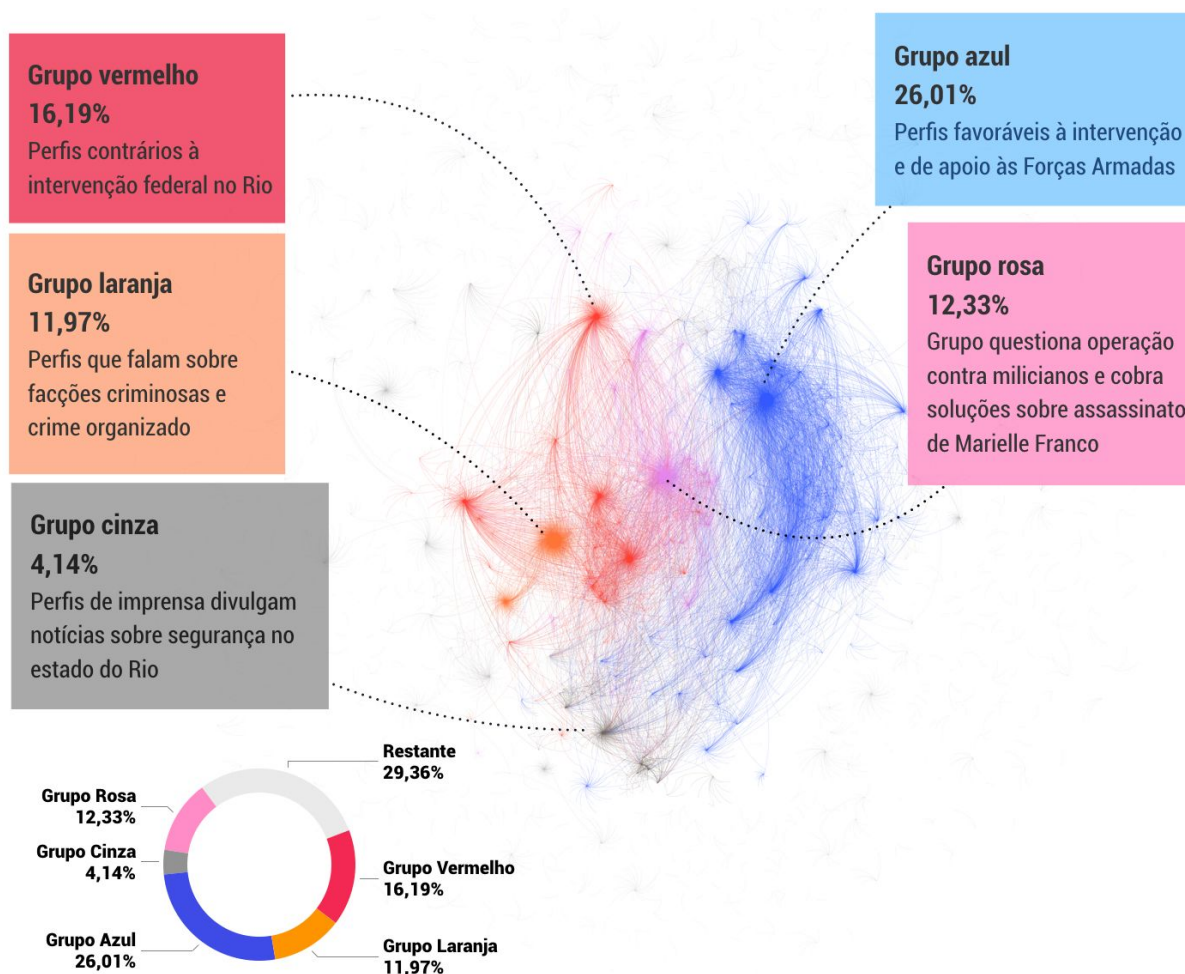 Grupo vermelho
16,19%
Perfis contrários à
intervenção federal no Rio
Grupo laranja
11,97%
Perfis que falam sobre
facções criminosas e
crime organizado
Grupo cinza
4,14%
Perfis de imprensa divulgam
notícias sobre segurança no
estado do Rio
Grupo azul
26,01%
Perfis favoráveis à intervenção
e de apoio às Forças Armadas
Grupo rosa
12,33%
Grupo questiona operação
contra milicianos e cobra
soluções sobre assassinato
de Marielle Franco
Restante
29,36%
Grupo Rosa
12,33%
Grupo Cinza
4,14%
Grupo Vermelho
16,19%
Grupo Azul
26,01%
Grupo Laranja
11,97%